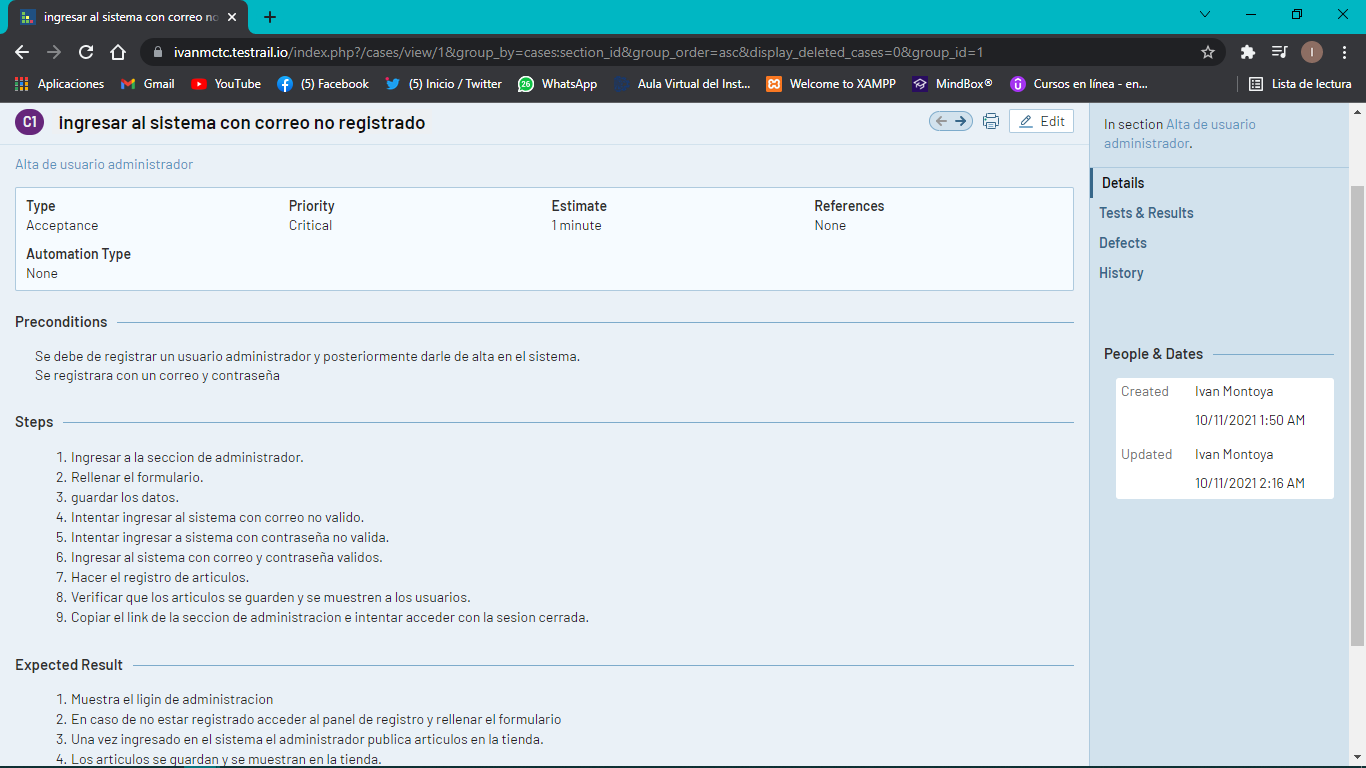 ingresar al sistema con correo no
ivanmctc.testrail.io/index.php?/cases/view/1&group_by=cases:section_id&group_order=asc&display_deleted_cases=0&group_id=1
I
Aplicaciones Gmail YouTube (5) Facebook (5) Inicio / Twitter 26 WhatsApp Aula Virtual del Inst... Welcome to XAMPP MindBox® Cursos en línea - en... Lista de lectura
C1 ingresar al sistema con correo no registrado Edit
Alta de usuario administrador
Type Priority Estimate References
Acceptance Critical 1 minute None
Automation Type
None
Preconditions
Se debe de registrar un usuario administrador y posteriormente darle de alta en el sistema.
Se registrara con un correo y contraseña
Steps
1. Ingresar a la seccion de administrador.
2. Rellenar el formulario.
3. guardar los datos.
4. Intentar ingresar al sistema con correo no valido.
5. Intentar ingresar a sistema con contraseña no valida.
6. Ingresar al sistema con correo y contraseña validos.
7. Hacer el registro de articulos.
8. Verificar que los articulos se guarden y se muestren a los usuarios.
9. Copiar el link de la seccion de administracion e intentar acceder con la sesion cerrada.
Expected Result
1. Muestra el ligin de administracion
2. En caso de no estar registrado acceder al panel de registro y rellenar el formulario
3. Una vez ingresado en el sistema el administrador publica articulos en la tienda.
4. Los articulos se guardan y se muestran en la tienda.
In section Alta de usuario
administrador.
Details
Tests & Results
Defects
History
People & Dates
Created Ivan Montoya
10/11/2021 1:50 AM
Updated Ivan Montoya
10/11/2021 2:16 AM